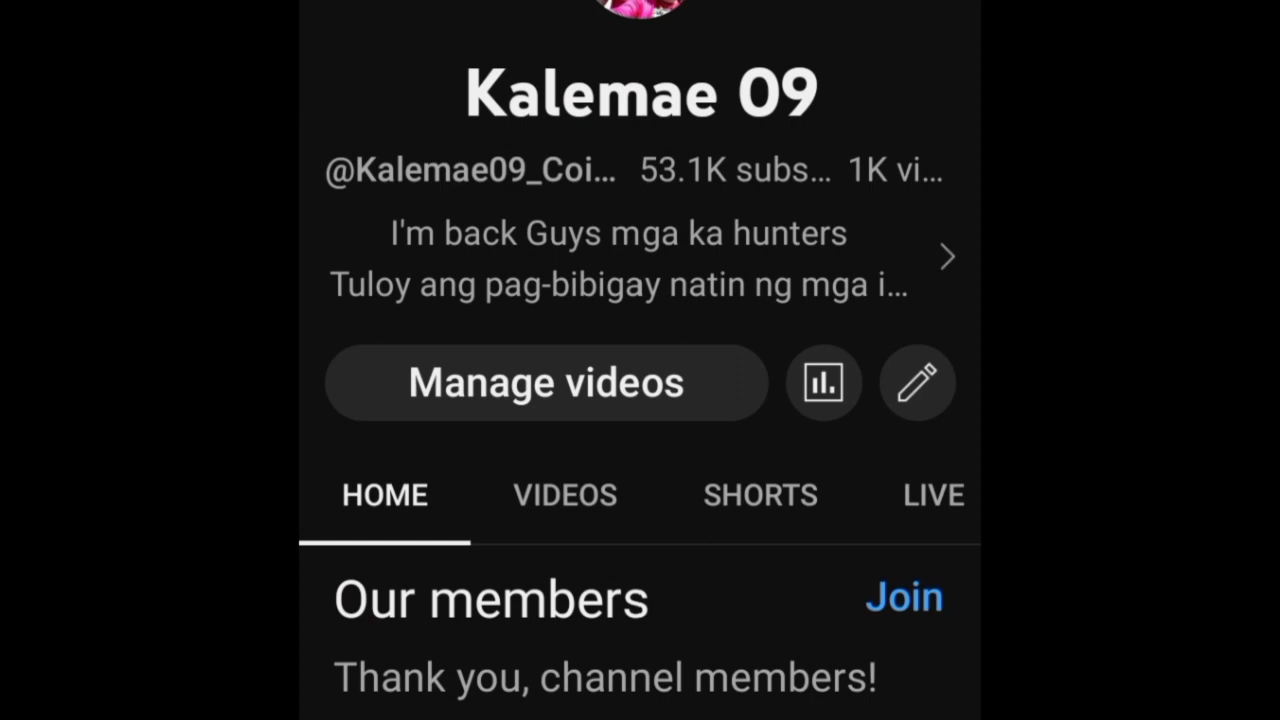 Kalemae 09
@Kalemae09_Coi... 53.1K subs... 1K vi...
I'm back Guys mga ka hunters
Tuloy ang pag-bibigay natin ng mga i...
Manage videos
HOME VIDEOS SHORTS LIVE
Our members Join
Thank you, channel members!